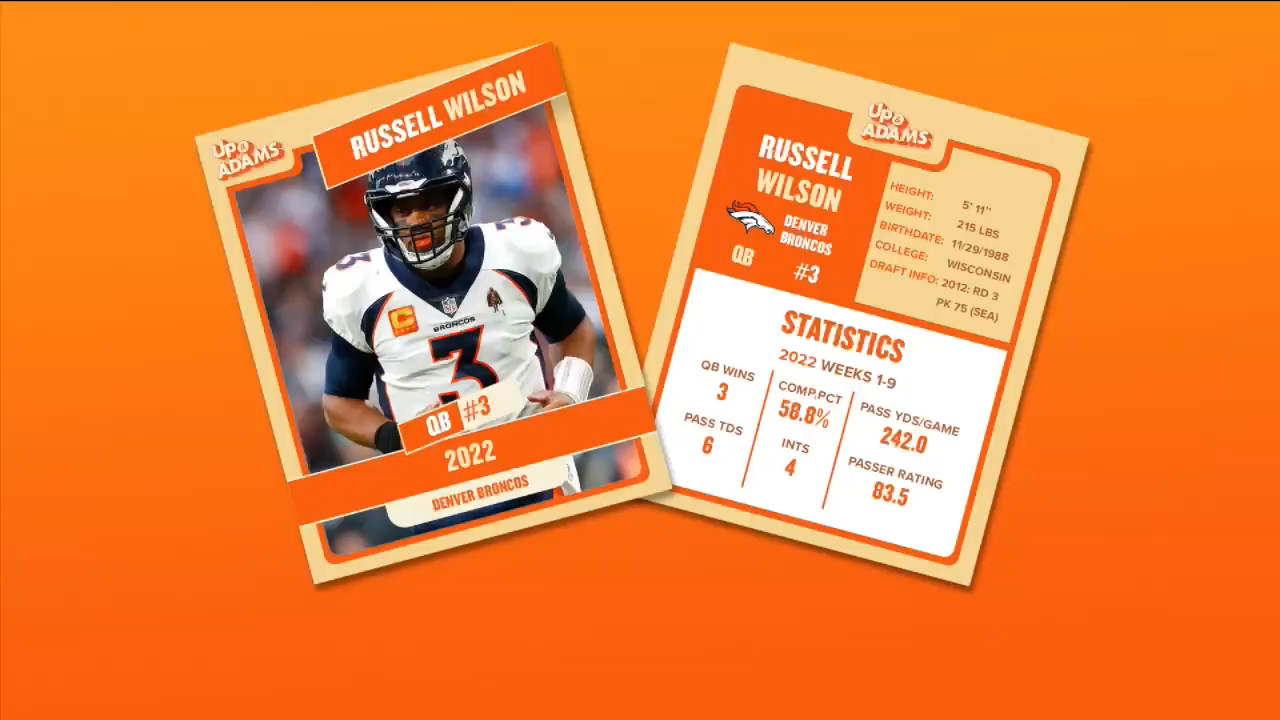 UP &
ADAMS
RUSSELL WILSON
3
3
BRONCOS
3
QB #3
2022
DENVER BRONCOS
UP &
ADAMS
RUSSELL
WILSON
DENVER
BRONCOS
QB #3
HEIGHT: 5' 11"
WEIGHT: 215 LBS
BIRTHDATE: 11/29/1988
COLLEGE: WISCONSIN
DRAFT INFO: 2012: RD 3
PK 75 (SEA)
STATISTICS
2022 WEEKS 1-9
QB WINS
3
PASS TDS
6
COMP.PCT
58.8%
INTS
4
PASS YDS/GAME
242.0
PASSER RATING
83.5